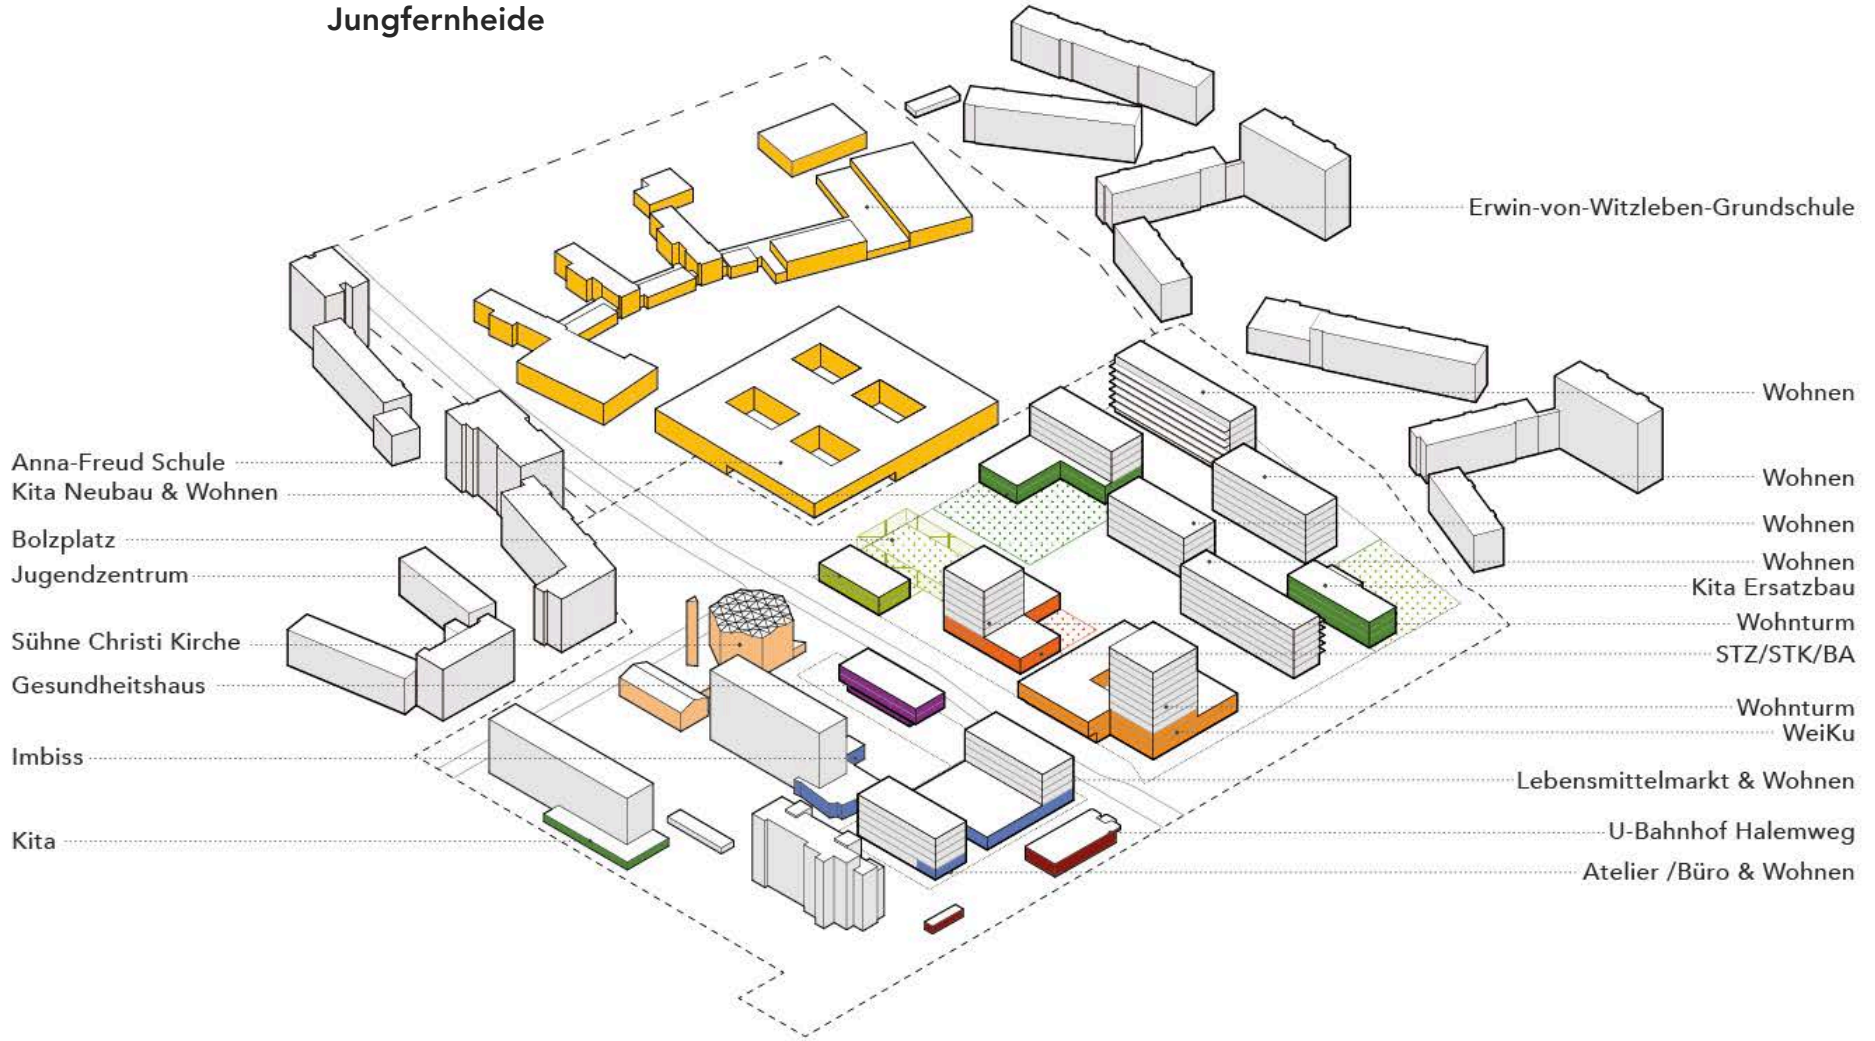 Jungfernheide
Erwin-von-Witzleben-Grundschule
Anna-Freud Schule
Kita Neubau & Wohnen
Bolzplatz
Jugendzentrum
Sühne Christi Kirche
Gesundheitshaus
Imbiss
Kita
Wohnen
Wohnen
Wohnen
Wohnen
Kita Ersatzbau
Wohnturm
STZ/STK/BA
Wohnturm
WeiKu
Lebensmittelmarkt & Wohnen
U-Bahnhof Halemweg
Atelier /Büro & Wohnen